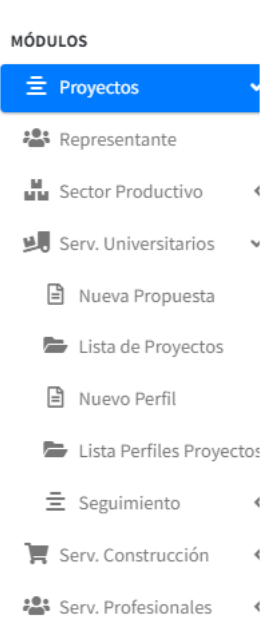 MÓDULOS
Proyectos
Representante
Sector Productivo
Serv. Universitarios
Nueva Propuesta
Lista de Proyectos
Nuevo Perfil
Lista Perfiles Proyectos
Seguimiento
Serv. Construcción
Serv. Profesionales